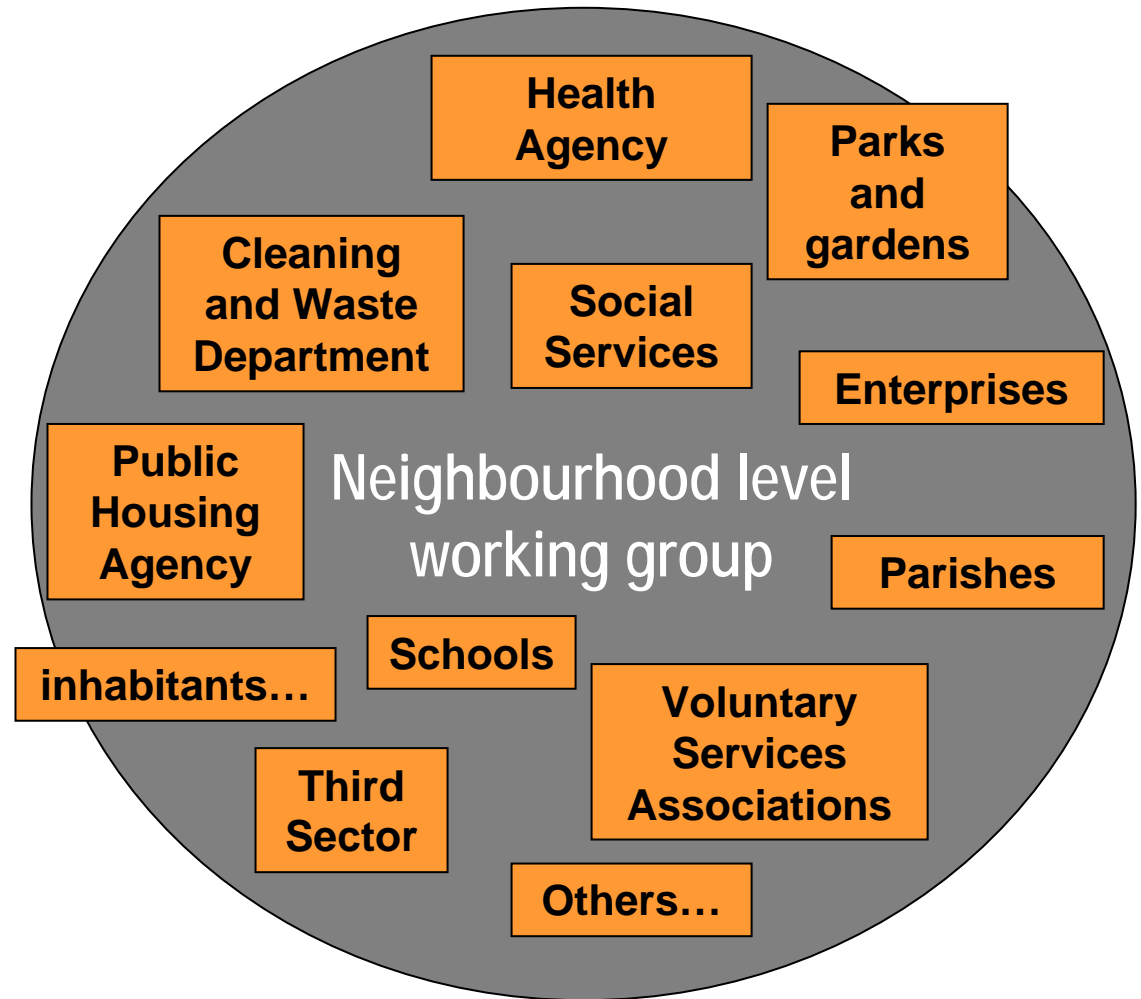 Health
Agency
Parks
and
gardens
Cleaning
and Waste
Department
Social
Services
Enterprises
Public
Housing
Agency
Neighbourhood level
working group
Parishes
Schools
inhabitants…
Voluntary
Services
Associations
Third
Sector
Others…